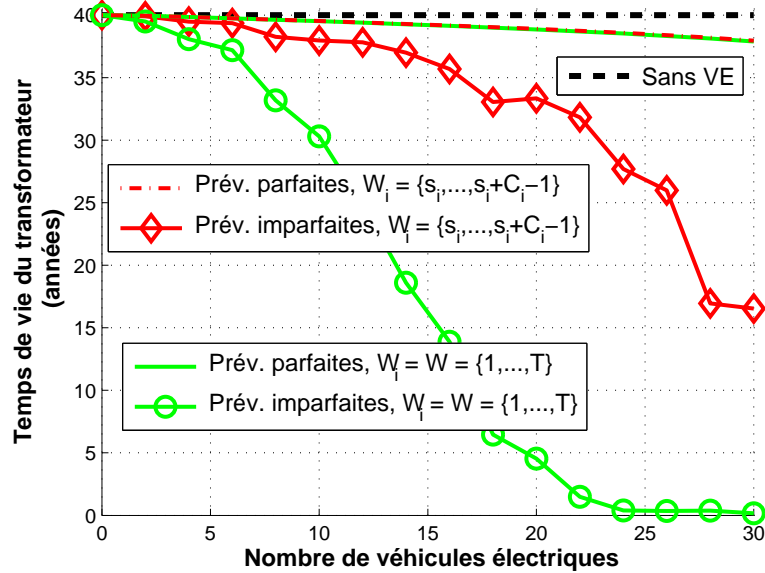 40
35
30
25
20
15
10
5
0
Temps de vie du transformateur
(années)
Sans VE
Prév. parfaites, W_i = {s_i,...,s_i+C_i−1}
Prév. imparfaites, W_i = {s_i,...,s_i+C_i−1}
Prév. parfaites, W_i = W = {1,...,T}
Prév. imparfaites, W_i = W = {1,...,T}
0 5 10 15 20 25 30
Nombre de véhicules électriques